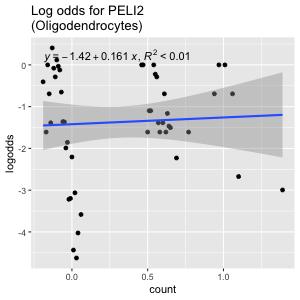 Log odds for PELI2
(Oligodendrocytes)
y = −1.42 + 0.161 x, R² < 0.01
0
-1
-2
-3
-4
logodds
0.0 0.5 1.0
count